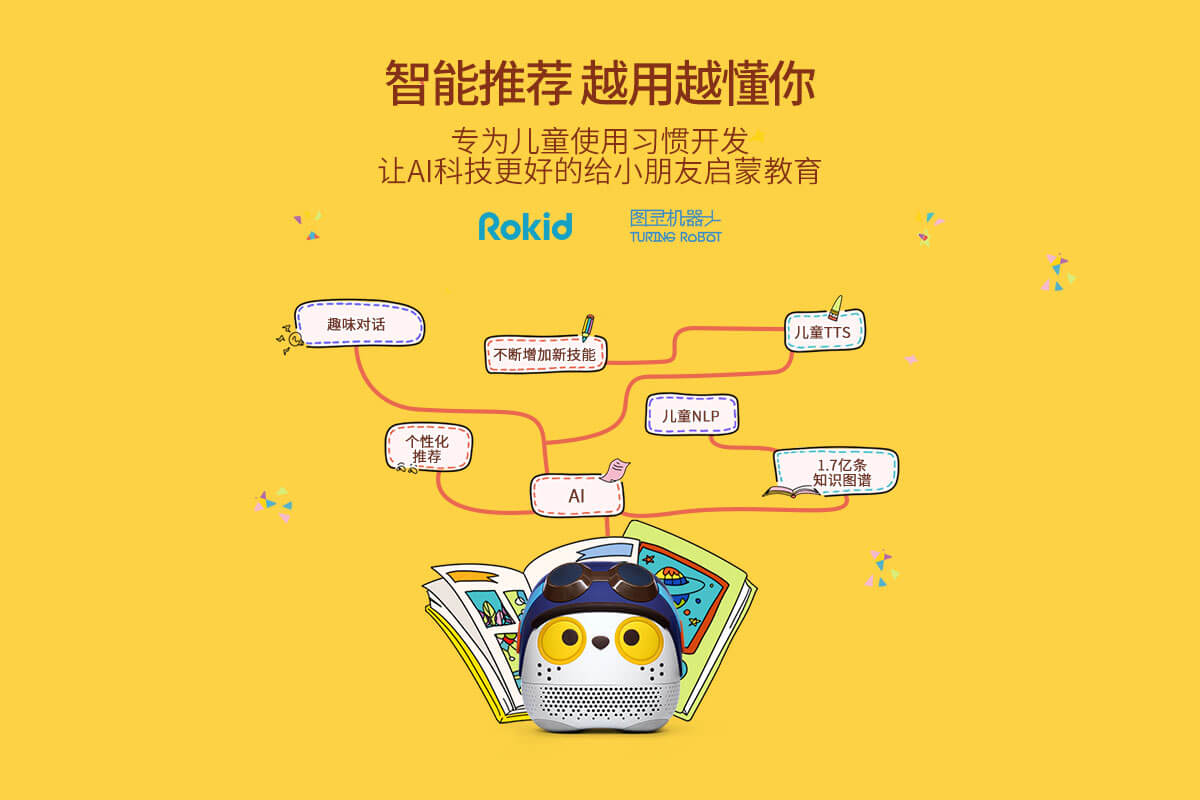 智能推荐 越用越懂你
专为儿童使用习惯开发
让AI科技更好的给小朋友启蒙教育
Rokid
图灵机器人
TURING ROBOT
趣味对话
不断增加新技能
儿童TTS
儿童NLP
个性化
推荐
1.7亿条
知识图谱
AI